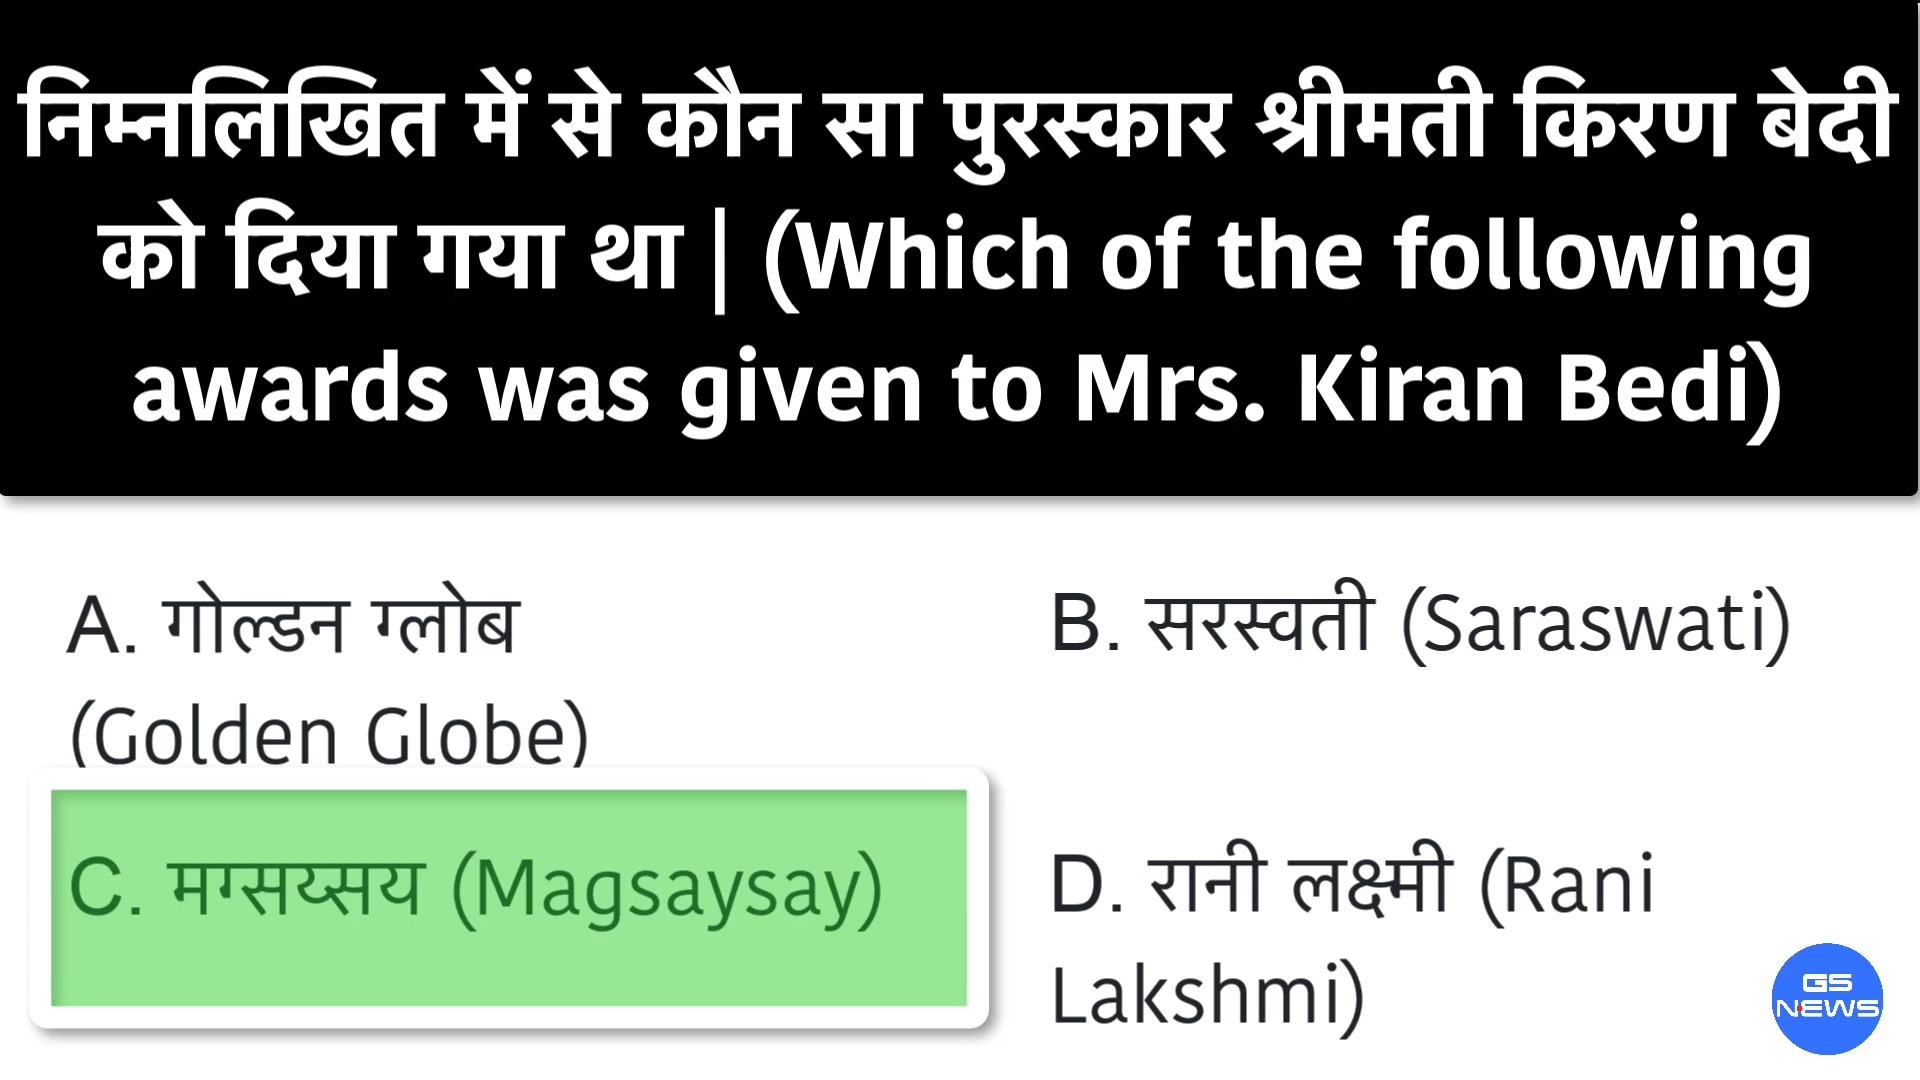 निम्नलिखित में से कौन सा पुरस्कार श्रीमती किरण बेदी
को दिया गया था | (Which of the following
awards was given to Mrs. Kiran Bedi)
A. गोल्डन ग्लोब
(Golden Globe)
B. सरस्वती (Saraswati)
C. मग्सय्सय (Magsaysay)
D. रानी लक्ष्मी (Rani
Lakshmi)
GS
NEWS